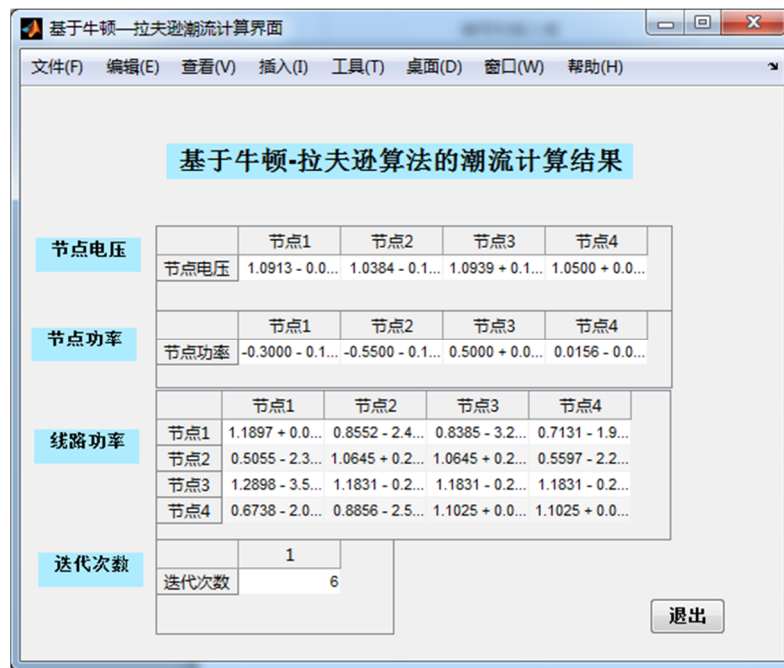 基于牛顿—拉夫逊潮流计算界面
文件(F) 编辑(E) 查看(V) 插入(I) 工具(T) 桌面(D) 窗口(W) 帮助(H)
基于牛顿-拉夫逊算法的潮流计算结果
节点电压
节点1 节点2 节点3 节点4
节点电压 1.0913 - 0.0... 1.0384 - 0.1... 1.0939 + 0.1... 1.0500 + 0.0...
节点功率
节点1 节点2 节点3 节点4
节点功率 -0.3000 - 0.1... -0.5500 - 0.1... 0.5000 + 0.0... 0.0156 - 0.0...
线路功率
节点1 节点2 节点3 节点4
节点1 1.1897 + 0.0... 0.8552 - 2.4... 0.8385 - 3.2... 0.7131 - 1.9...
节点2 0.5055 - 2.3... 1.0645 + 0.2... 1.0645 + 0.2... 0.5597 - 2.2...
节点3 1.2898 - 3.5... 1.1831 - 0.2... 1.1831 - 0.2... 1.1831 - 0.2...
节点4 0.6738 - 2.0... 0.8856 - 2.5... 1.1025 + 0.0... 1.1025 + 0.0...
迭代次数
1
迭代次数 6
退出